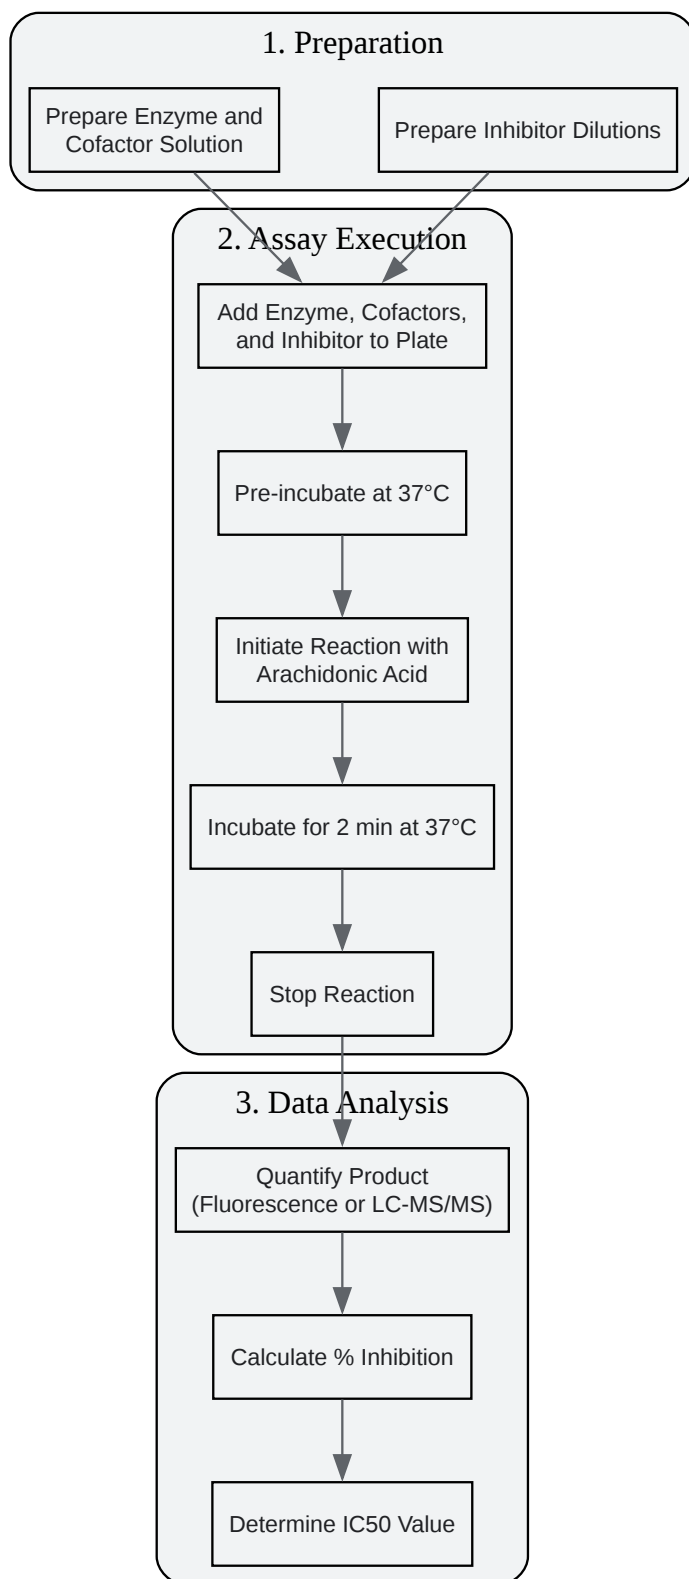 1. Preparation
Prepare Enzyme and
Cofactor Solution
Prepare Inhibitor Dilutions
2. Assay Execution
Add Enzyme, Cofactors,
and Inhibitor to Plate
Pre-incubate at 37°C
Initiate Reaction with
Arachidonic Acid
Incubate for 2 min at 37°C
Stop Reaction
3. Data Analysis
Quantify Product
(Fluorescence or LC-MS/MS)
Calculate % Inhibition
Determine IC50 Value